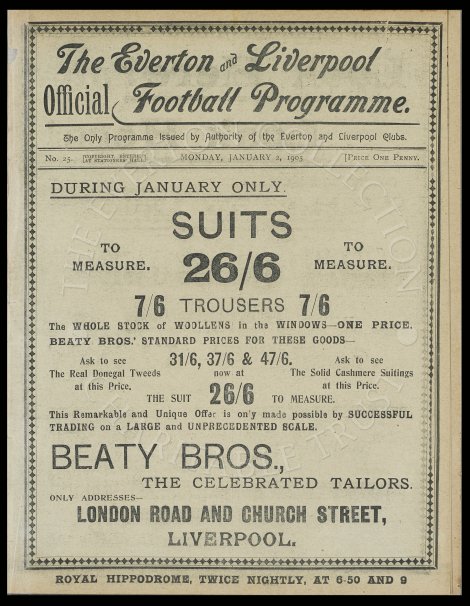 The Everton and Liverpool
Official Football Programme.
The Only Programme Issued by Authority of the Everton and Liverpool Clubs.
No. 25. [COPYRIGHT, ENTERED AT STATIONERS' HALL.] MONDAY, JANUARY 2, 1905 [PRICE ONE PENNY.
DURING JANUARY ONLY.
SUITS
TO MEASURE. 26/6 TO MEASURE.
7/6 TROUSERS 7/6
The WHOLE STOCK of WOOLLENS in the WINDOWS—ONE PRICE.
BEATY BROS.' STANDARD PRICES FOR THESE GOODS—
Ask to see 31/6, 37/6 & 47/6. Ask to see
The Real Donegal Tweeds now at The Solid Cashmere Suitings
at this Price. at this Price.
THE SUIT 26/6 TO MEASURE.
This Remarkable and Unique Offer is only made possible by SUCCESSFUL
TRADING on a LARGE and UNPRECEDENTED SCALE.
BEATY BROS.,
THE CELEBRATED TAILORS.
ONLY ADDRESSES—
LONDON ROAD AND CHURCH STREET,
LIVERPOOL.
ROYAL HIPPODROME, TWICE NIGHTLY, AT 6-50 AND 9